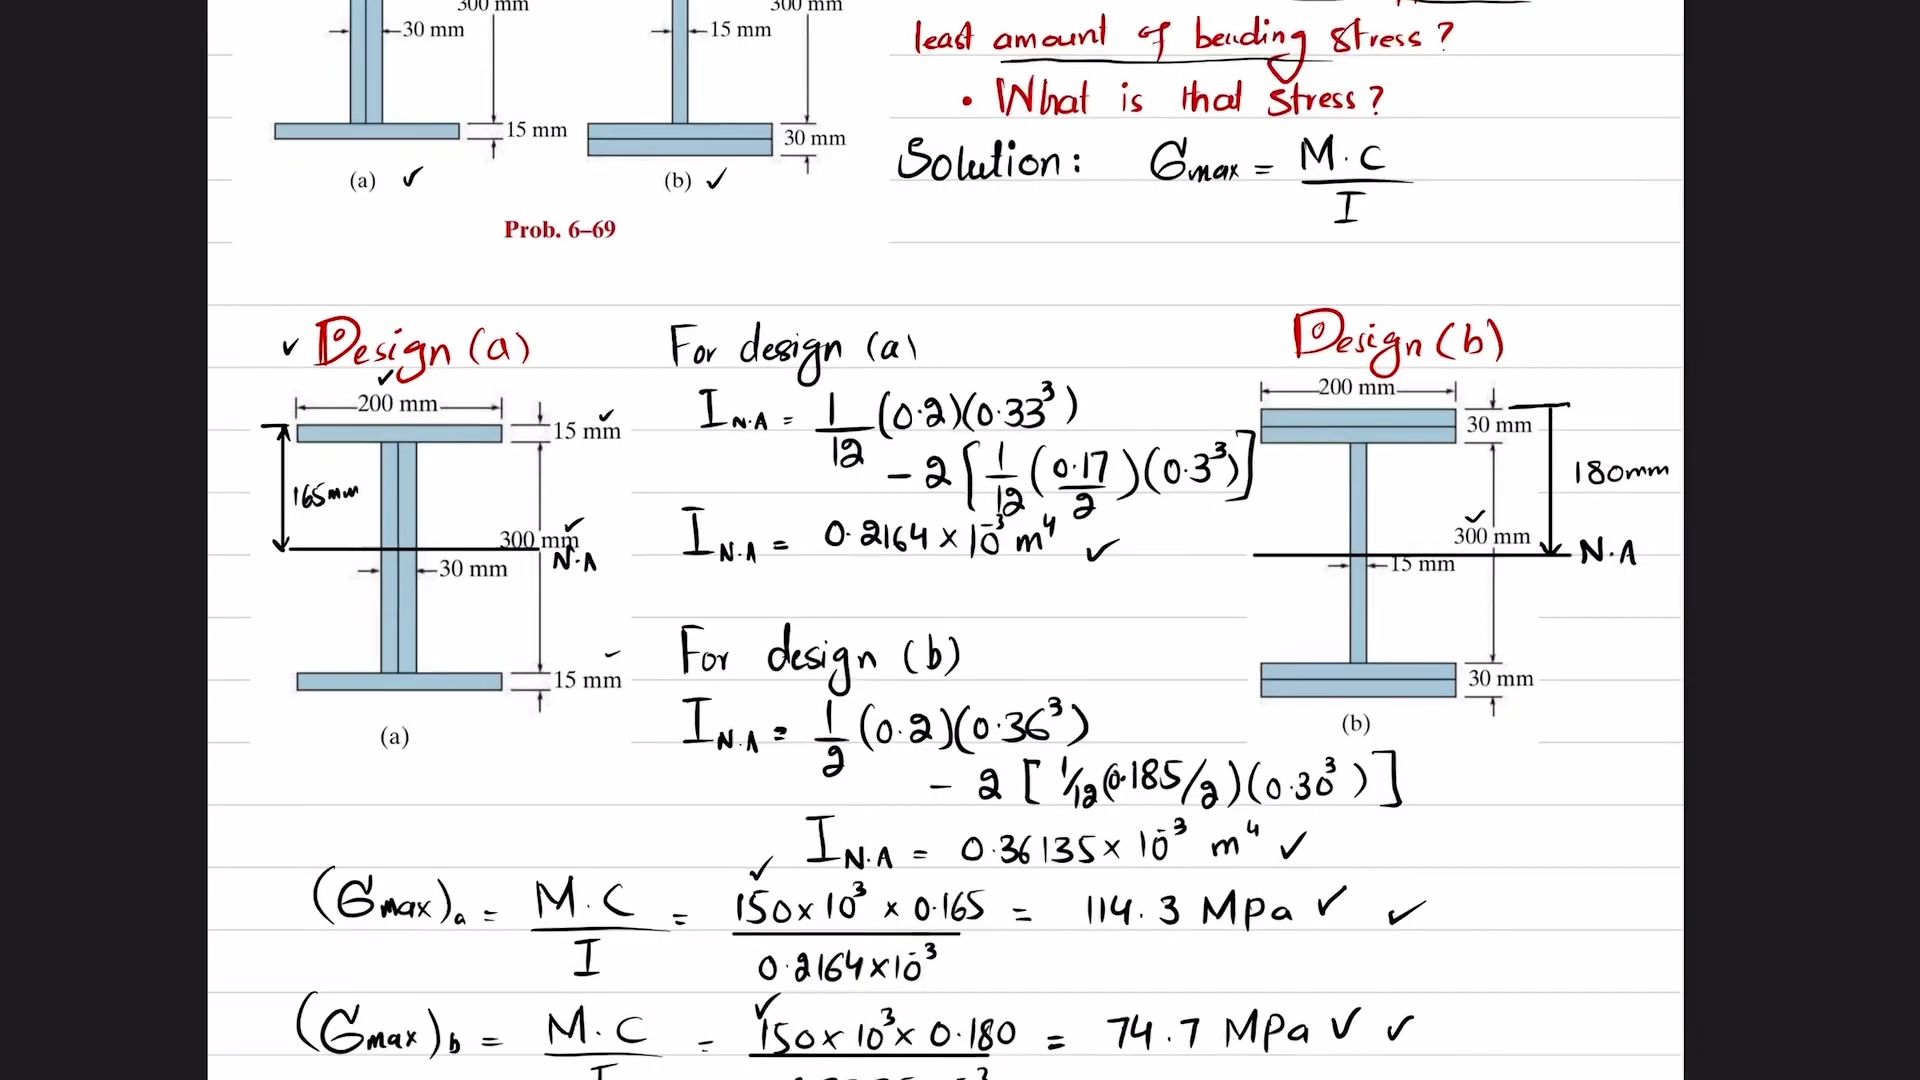 300 mm
300 mm
30 mm
15 mm
least amount of bending stress?
• What is that stress?
15 mm
30 mm
(a) ✓
(b) ✓
Solution: σmax = M.C / I
Prob. 6–69
✓ Design (a)
For design (a)
Design (b)
200 mm
15 mm
165mm
300 mm
N.A
30 mm
15 mm
(a)
I N.A = 1/12 (0.2)(0.33³)
- 2 [1/12 (0.17/2)(0.3³)]
I N.A = 0.2164 × 10⁻³ m⁴ ✓
200 mm
30 mm
180mm
300 mm
N.A
15 mm
30 mm
(b)
For design (b)
I N.A = 1/2 (0.2)(0.36³)
- 2 [1/12 (0.185/2)(0.30³)]
I N.A = 0.36135 × 10⁻³ m⁴ ✓
(σmax)a = M.C / I = 150×10³ × 0.165 / 0.2164×10⁻³ = 114.3 MPa ✓ ✓
(σmax)b = M.C / I = 150×10³ × 0.180 = 74.7 MPa ✓ ✓